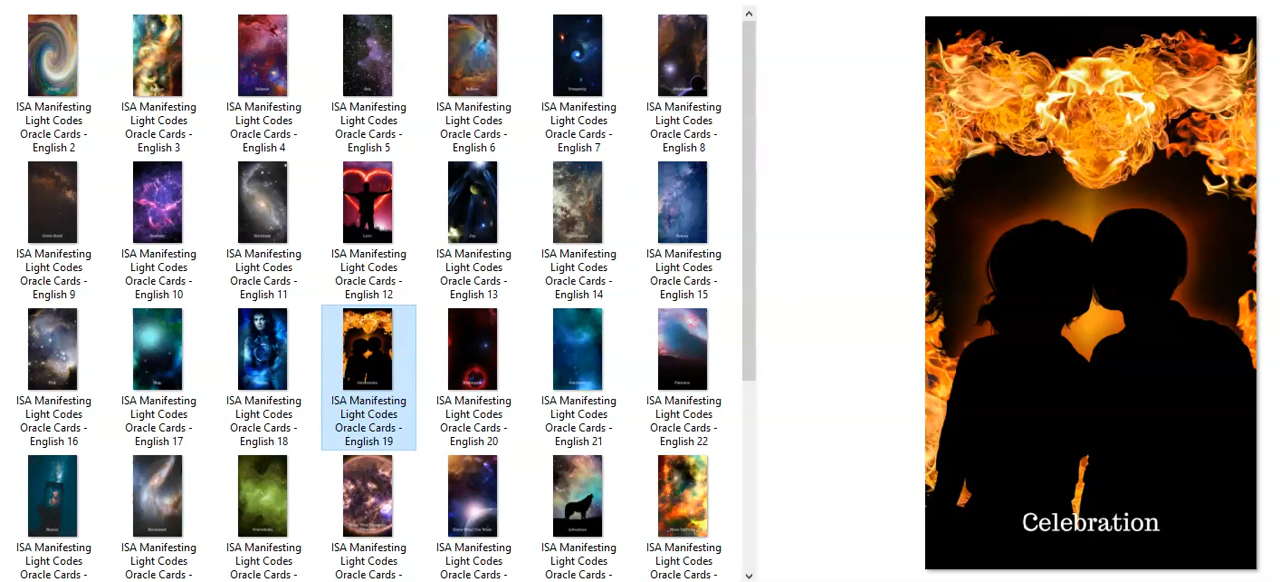 ISA Manifesting
Light Codes
Oracle Cards -
English 2
ISA Manifesting
Light Codes
Oracle Cards -
English 3
ISA Manifesting
Light Codes
Oracle Cards -
English 4
ISA Manifesting
Light Codes
Oracle Cards -
English 5
ISA Manifesting
Light Codes
Oracle Cards -
English 6
ISA Manifesting
Light Codes
Oracle Cards -
English 7
ISA Manifesting
Light Codes
Oracle Cards -
English 8
Love
Joy
ISA Manifesting
Light Codes
Oracle Cards -
English 9
ISA Manifesting
Light Codes
Oracle Cards -
English 10
ISA Manifesting
Light Codes
Oracle Cards -
English 11
ISA Manifesting
Light Codes
Oracle Cards -
English 12
ISA Manifesting
Light Codes
Oracle Cards -
English 13
ISA Manifesting
Light Codes
Oracle Cards -
English 14
ISA Manifesting
Light Codes
Oracle Cards -
English 15
Celebration
ISA Manifesting
Light Codes
Oracle Cards -
English 16
ISA Manifesting
Light Codes
Oracle Cards -
English 17
ISA Manifesting
Light Codes
Oracle Cards -
English 18
ISA Manifesting
Light Codes
Oracle Cards -
English 19
ISA Manifesting
Light Codes
Oracle Cards -
English 20
ISA Manifesting
Light Codes
Oracle Cards -
English 21
ISA Manifesting
Light Codes
Oracle Cards -
English 22
Adventure
ISA Manifesting
Light Codes
Oracle Cards -
ISA Manifesting
Light Codes
Oracle Cards -
ISA Manifesting
Light Codes
Oracle Cards -
ISA Manifesting
Light Codes
Oracle Cards -
ISA Manifesting
Light Codes
Oracle Cards -
ISA Manifesting
Light Codes
Oracle Cards -
ISA Manifesting
Light Codes
Oracle Cards -
Celebration